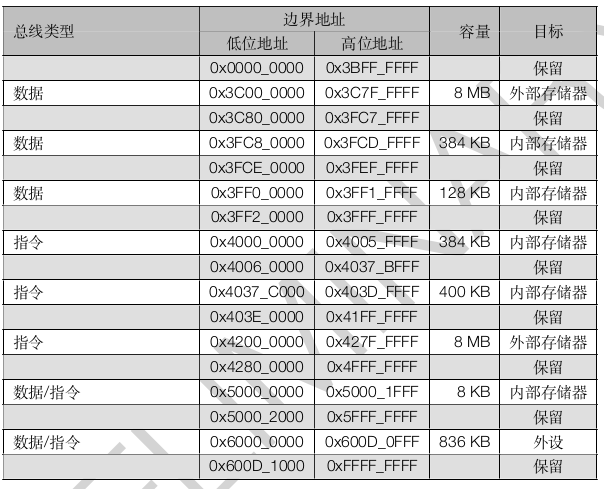 总线类型 边界地址 容量 目标
低位地址 高位地址
0x0000_0000 0x3BFF_FFFF 保留
数据 0x3C00_0000 0x3C7F_FFFF 8 MB 外部存储器
0x3C80_0000 0x3FC7_FFFF 保留
数据 0x3FC8_0000 0x3FCD_FFFF 384 KB 内部存储器
0x3FCE_0000 0x3FEF_FFFF 保留
数据 0x3FF0_0000 0x3FF1_FFFF 128 KB 内部存储器
0x3FF2_0000 0x3FFF_FFFF 保留
指令 0x4000_0000 0x4005_FFFF 384 KB 内部存储器
0x4006_0000 0x4037_BFFF 保留
指令 0x4037_C000 0x403D_FFFF 400 KB 内部存储器
0x403E_0000 0x41FF_FFFF 保留
指令 0x4200_0000 0x427F_FFFF 8 MB 外部存储器
0x4280_0000 0x4FFF_FFFF 保留
数据/指令 0x5000_0000 0x5000_1FFF 8 KB 内部存储器
0x5000_2000 0x5FFF_FFFF 保留
数据/指令 0x6000_0000 0x600D_0FFF 836 KB 外设
0x600D_1000 0xFFFF_FFFF 保留